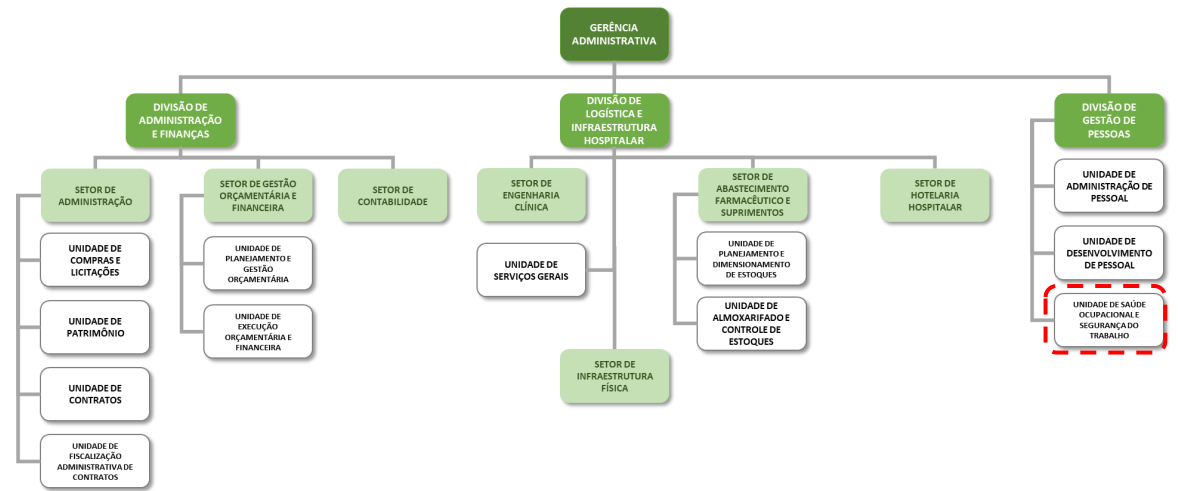 GERÊNCIA
ADMINISTRATIVA
DIVISÃO DE
ADMINISTRAÇÃO
E FINANÇAS
DIVISÃO DE
LOGÍSTICA E
INFRAESTRUTURA
HOSPITALAR
DIVISÃO DE
GESTÃO DE
PESSOAS
SETOR DE
ADMINISTRAÇÃO
SETOR DE GESTÃO
ORÇAMENTÁRIA E
FINANCEIRA
SETOR DE
CONTABILIDADE
SETOR DE
ENGENHARIA
CLÍNICA
SETOR DE
ABASTECIMENTO
FARMACÊUTICO E
SUPRIMENTOS
SETOR DE
HOTELARIA
HOSPITALAR
UNIDADE DE
ADMINISTRAÇÃO DE
PESSOAL
UNIDADE DE
COMPRAS E
LICITAÇÕES
UNIDADE DE
PLANEJAMENTO E
GESTÃO
ORÇAMENTÁRIA
UNIDADE DE
SERVIÇOS GERAIS
UNIDADE DE
PLANEJAMENTO E
DIMENSIONAMENTO
DE ESTOQUES
UNIDADE DE
DESENVOLVIMENTO
DE PESSOAL
UNIDADE DE
PATRIMÔNIO
UNIDADE DE
EXECUÇÃO
ORÇAMENTÁRIA E
FINANCEIRA
UNIDADE DE
ALMOXARIFADO E
CONTROLE DE
ESTOQUES
UNIDADE DE SAÚDE
OCUPACIONAL E
SEGURANÇA DO
TRABALHO
UNIDADE DE
CONTRATOS
SETOR DE
INFRAESTRUTURA
FÍSICA
UNIDADE DE
FISCALIZAÇÃO
ADMINISTRATIVA DE
CONTRATOS